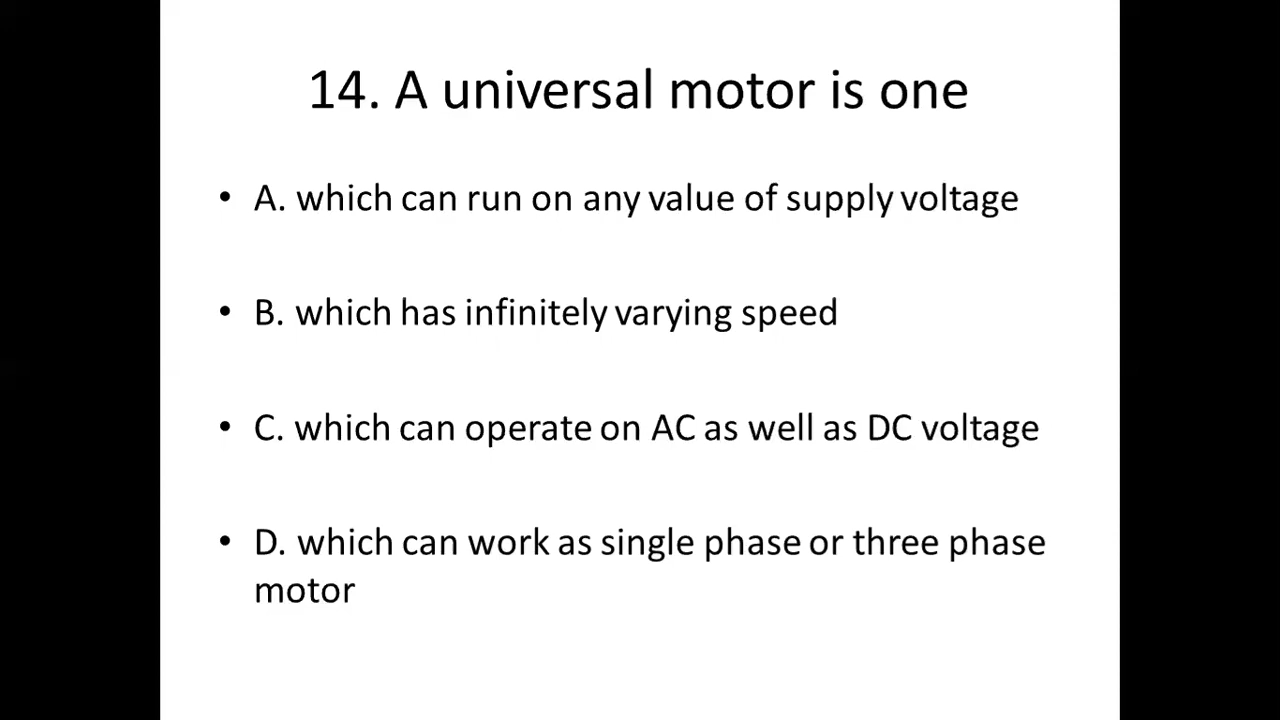 14. A universal motor is one
• A. which can run on any value of supply voltage
• B. which has infinitely varying speed
• C. which can operate on AC as well as DC voltage
• D. which can work as single phase or three phase
motor